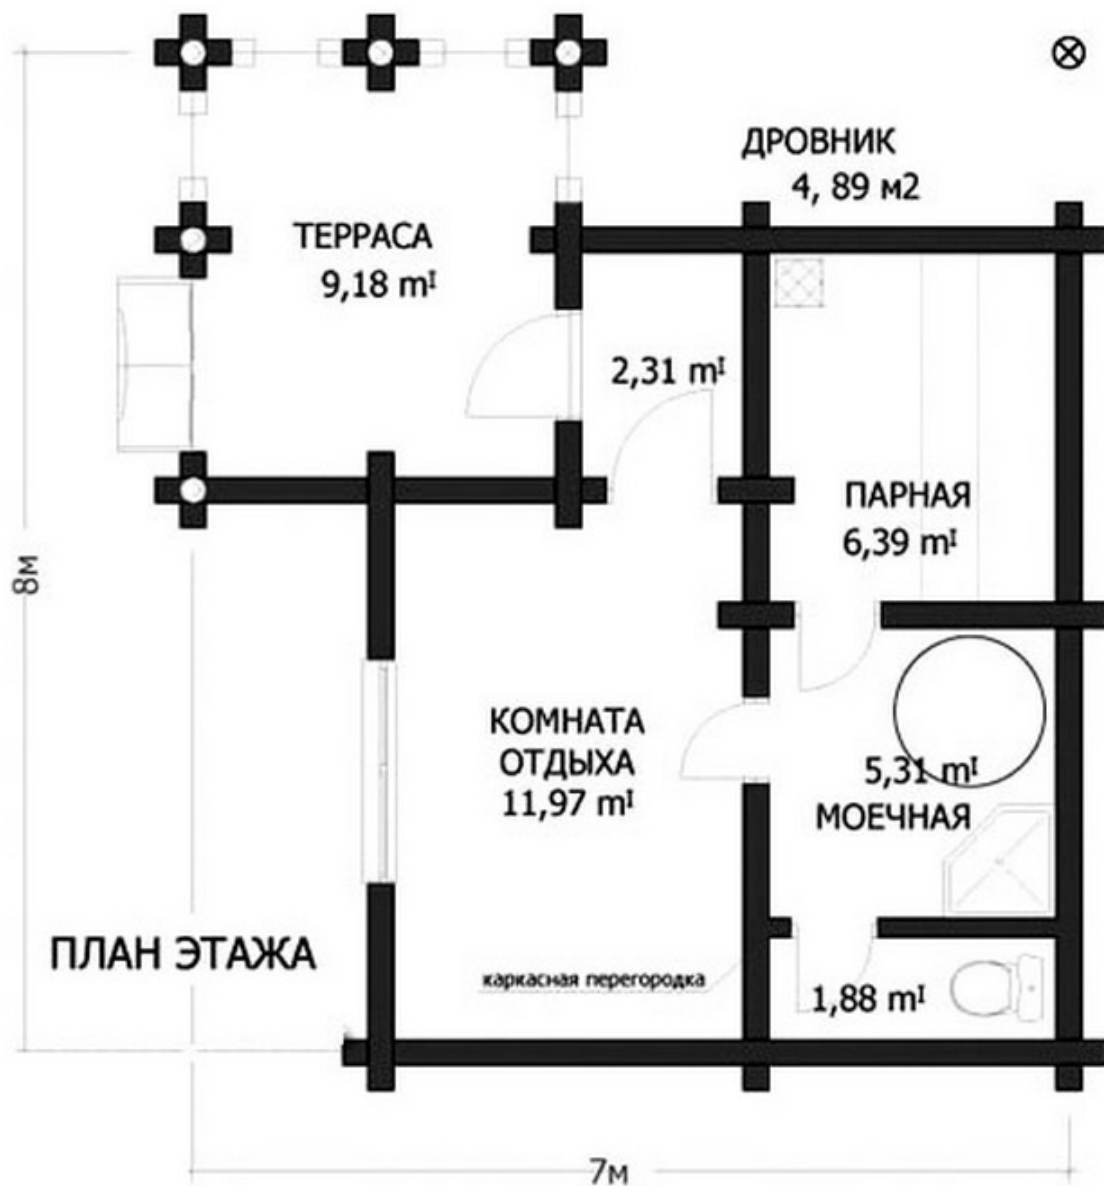 ДРОВНИК
4, 89 м2
ТЕРРАСА
9,18 mI
2,31 mI
ПАРНАЯ
6,39 mI
8м
КОМНАТА
ОТДЫХА
11,97 mI
5,31 mI
МОЕЧНАЯ
ПЛАН ЭТАЖА
каркасная перегородка
1,88 mI
7м